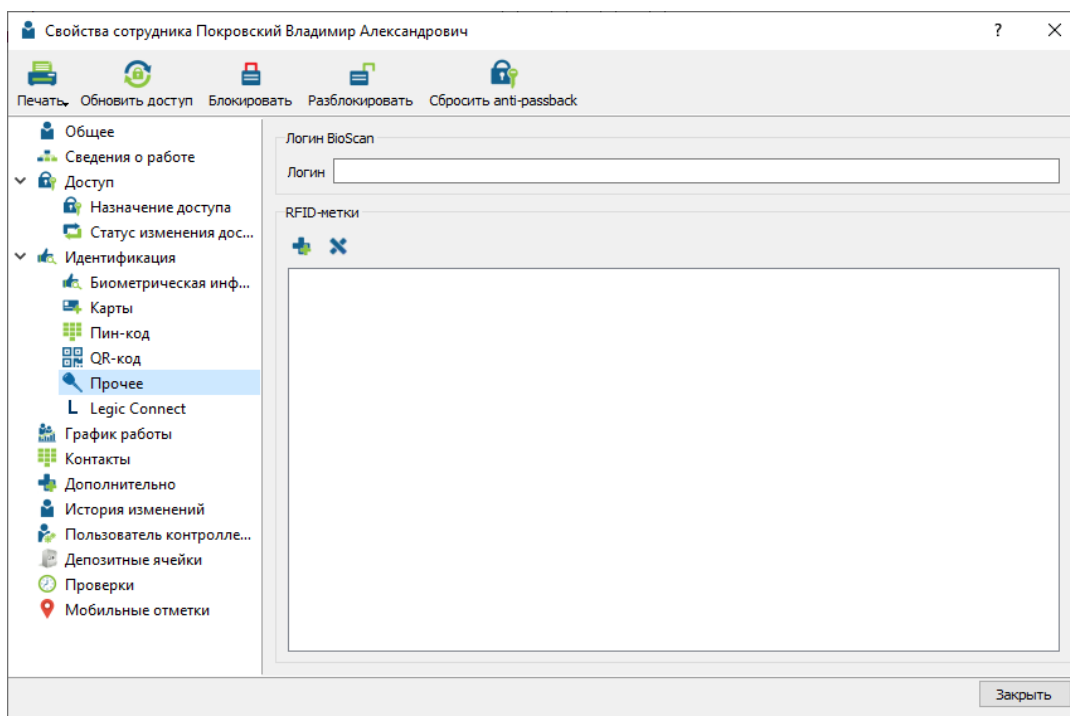 Свойства сотрудника Покровский Владимир Александрович
?
Печать
Обновить доступ
Блокировать
Разблокировать
Сбросить anti-passback
Общее
Сведения о работе
Доступ
Назначение доступа
Статус изменения дос...
Идентификация
Биометрическая инф...
Карты
Пин-код
QR-код
Прочее
L Legic Connect
График работы
Контакты
Дополнительно
История изменений
Пользователь контролле...
Депозитные ячейки
Проверки
Мобильные отметки
Логин BioScan
Логин
RFID-метки
Закрыть